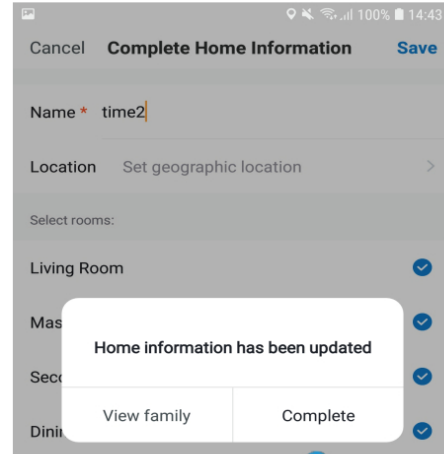 100% 14:43
Cancel Complete Home Information Save
Name * time2
Location Set geographic location
Select rooms:
Living Room
Home information has been updated
View family Complete